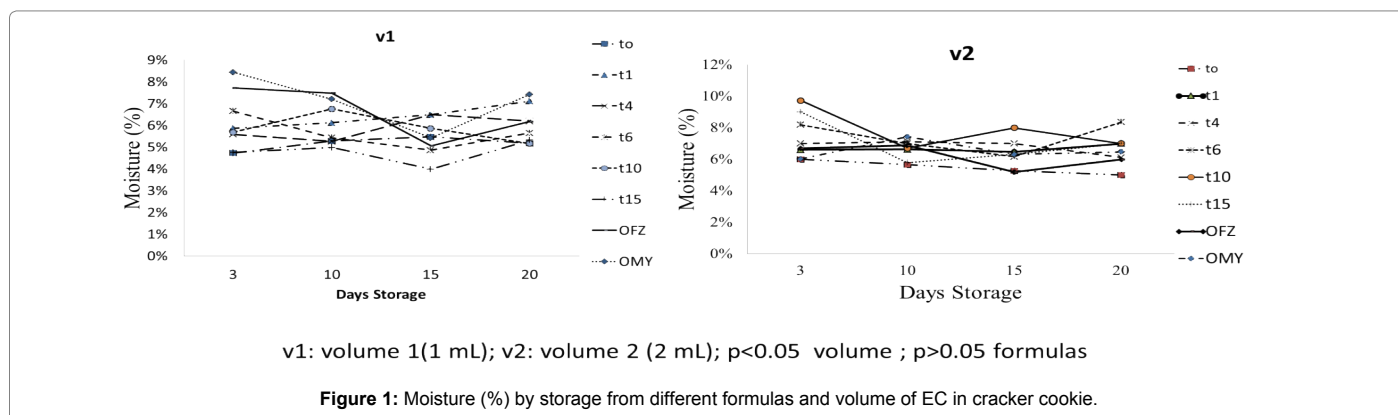 v1
9%
8%
7%
6%
5%
4%
3%
2%
1%
0%
Moisture (%)
3 10 15 20
Days Storage
to
t1
t4
t6
t10
t15
OFZ
OMY
v2
12%
10%
8%
6%
4%
2%
0%
Moisture (%)
3 10 15 20
Days Storage
to
t1
t4
t6
t10
t15
OFZ
OMY
v1: volume 1(1 mL); v2: volume 2 (2 mL); p<0.05 volume ; p>0.05 formulas
Figure 1: Moisture (%) by storage from different formulas and volume of EC in cracker cookie.